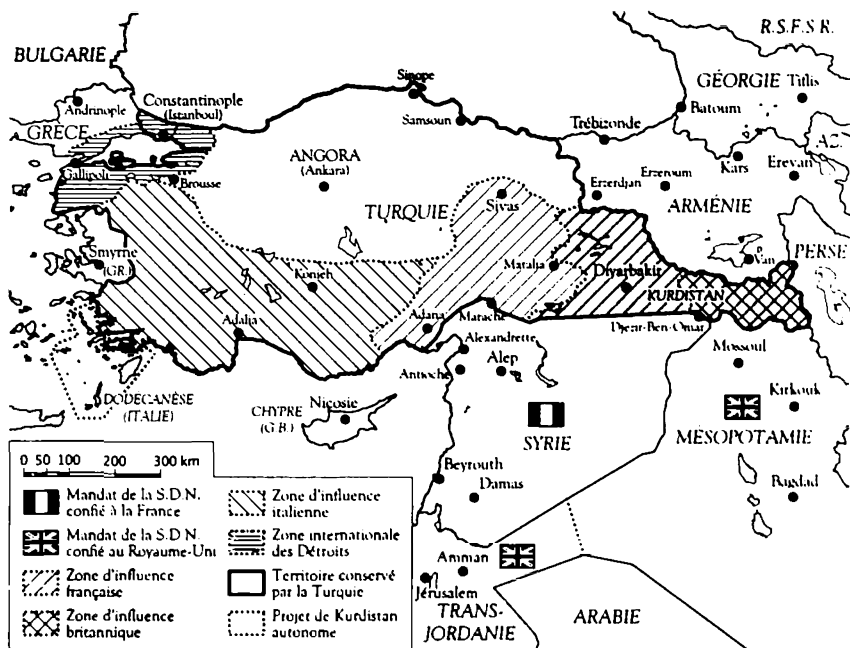 BULGARIE
R.S.F.S.R.
GÉORGIE
Tiflis
Sinope
Andrinople
Constantinople
(Istanboul)
Batoum
Samsoun
Trébizonde
GRÈCE
Gallipoli
Brousse
ANGORA
(Ankara)
Kars
Erevan
Erzeroum
Erzerdjan
ARMÉNIE
Sivas
TURQUIE
PERSE
Smyrne
(GR.)
Van
Konieh
Matalia
Diyarbakir
KURDISTAN
Adalia
Adana
Marache
Djezir-Ben-Omar
Alexandrette
Mossoul
Antioche
Alep
DODÉCANÈSE
(ITALIE)
CHYPRE
(G.B.)
Nicosie
Kirkouk
SYRIE
MÉSOPOTAMIE
Beyrouth
Damas
Bagdad
Amman
Jérusalem
TRANS-
JORDANIE
ARABIE
0 50 100 200 300 km
Mandat de la S.D.N.
confié à la France
Mandat de la S.D.N.
confié au Royaume-Uni
Zone d'influence
française
Zone d'influence
britannique
Zone d'influence
italienne
Zone internationale
des Détroits
Territoire conservé
par la Turquie
Projet de Kurdistan
autonome